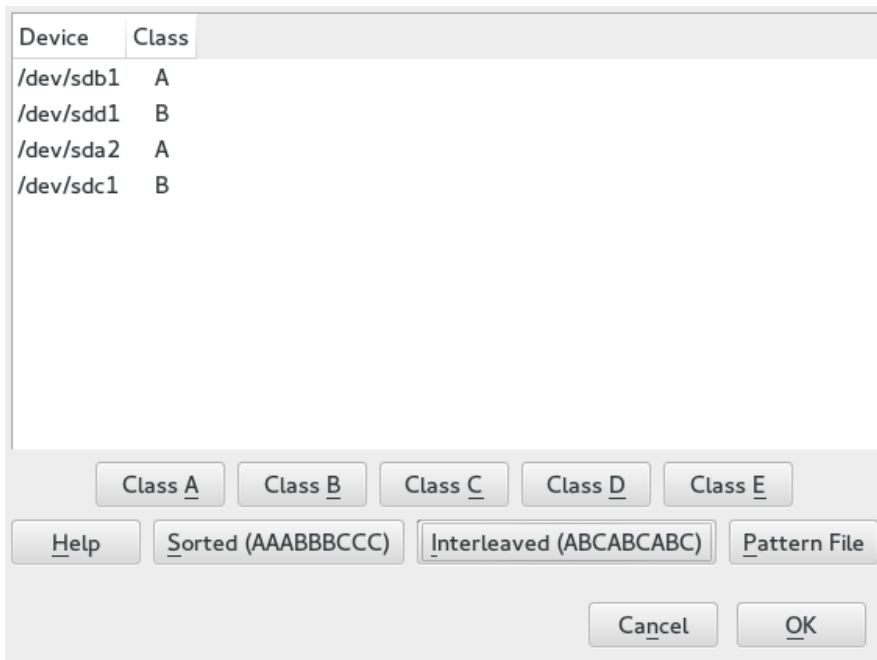 Device Class
/dev/sdb1 A
/dev/sdd1 B
/dev/sda2 A
/dev/sdc1 B
Class A Class B Class C Class D Class E
Help Sorted (AAABBBCCC) Interleaved (ABCABCABC) Pattern File
Cancel OK